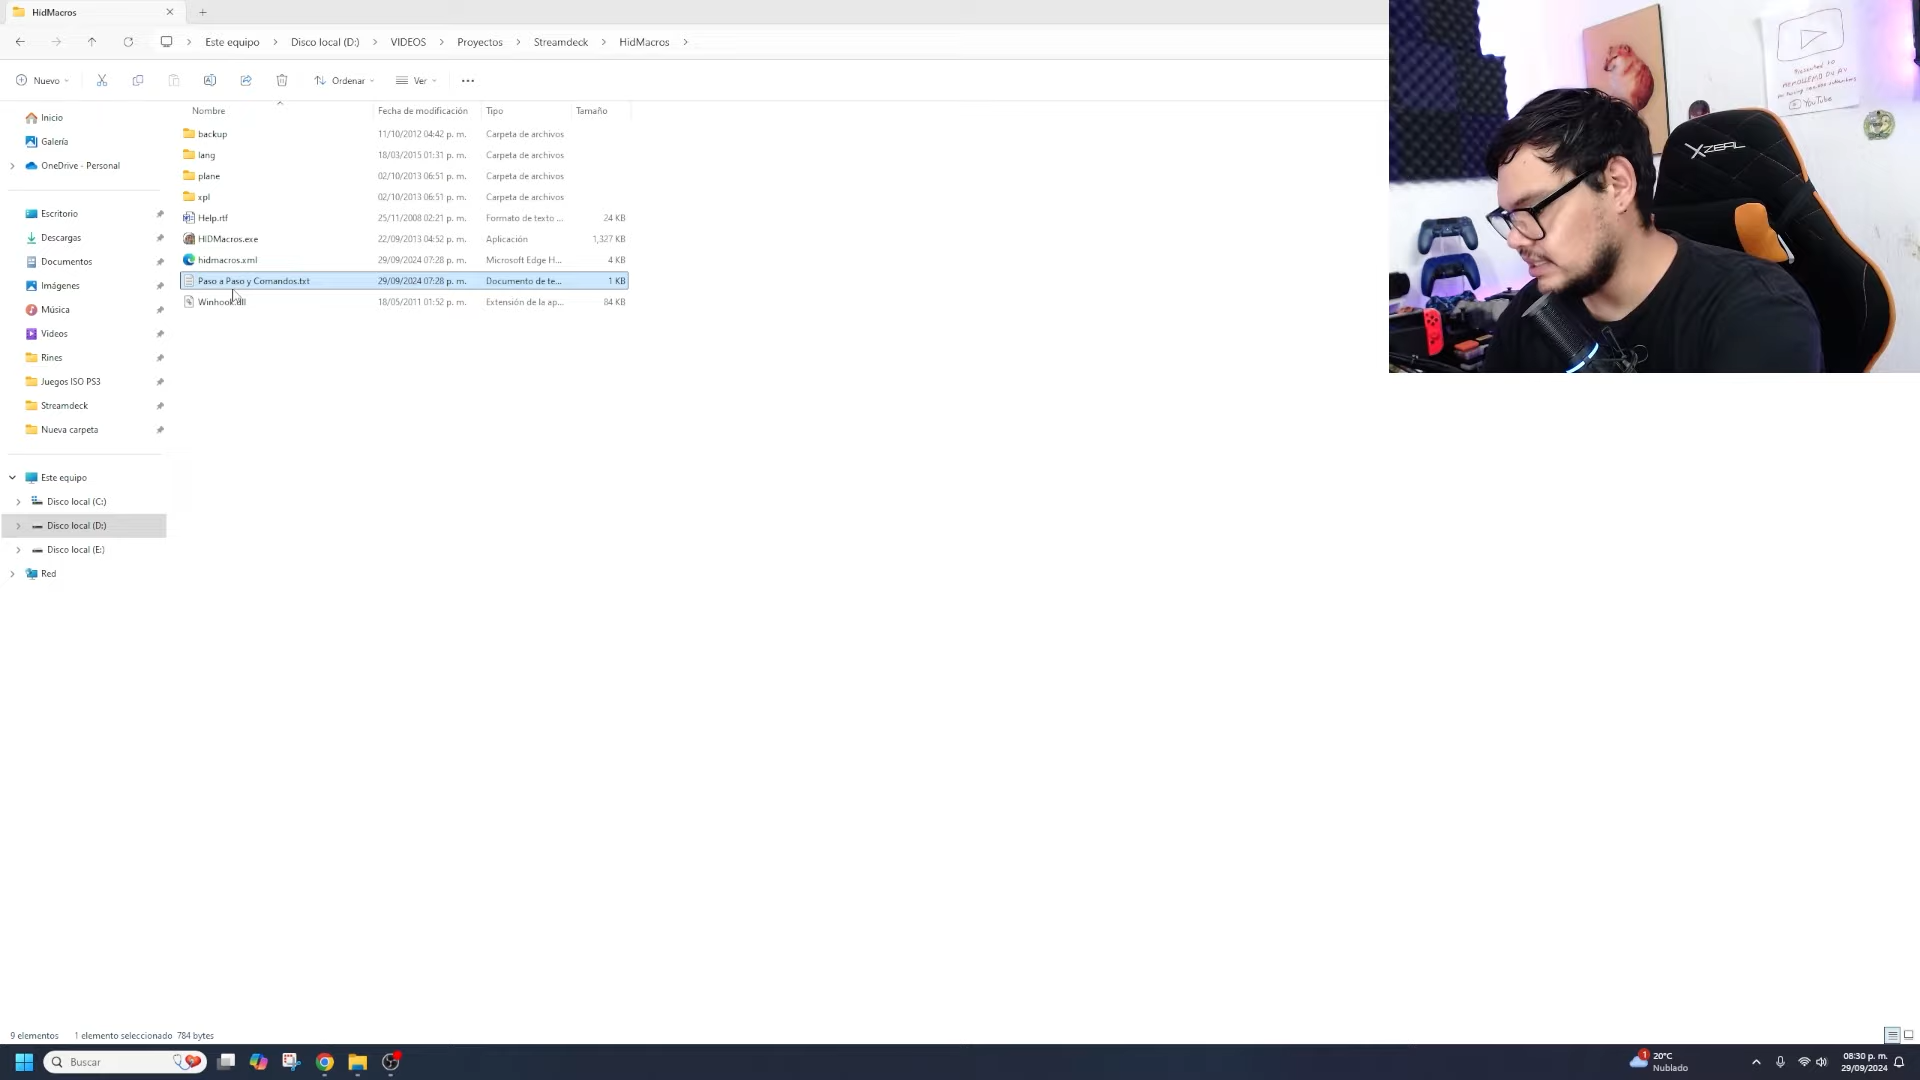 HidMacros
Este equipo > Disco local (D:) > VIDEOS > Proyectos > Streamdeck > HidMacros >
Nuevo
Ordenar
Ver
Nombre Fecha de modificación Tipo Tamaño
backup 11/10/2012 04:42 p. m. Carpeta de archivos
lang 18/03/2015 01:31 p. m. Carpeta de archivos
plane 02/10/2013 06:51 p. m. Carpeta de archivos
xpl 02/10/2013 06:51 p. m. Carpeta de archivos
Help.rtf 25/11/2008 02:21 p. m. Formato de texto ... 24 KB
HIDMacros.exe 22/09/2013 04:52 p. m. Aplicación 1,327 KB
hidmacros.xml 29/09/2024 07:28 p. m. Microsoft Edge H... 4 KB
Paso a Paso y Comandos.txt 29/09/2024 07:28 p. m. Documento de te... 1 KB
Winhook.dll 18/05/2011 01:52 p. m. Extensión de la ap... 84 KB
Inicio
Galería
OneDrive - Personal
Escritorio
Descargas
Documentos
Imágenes
Música
Videos
Rines
Juegos ISO PS3
Streamdeck
Nueva carpeta
Este equipo
Disco local (C:)
Disco local (D:)
Disco local (E:)
Red
Presented to
YouTube
XZEAL
9 elementos 1 elemento seleccionado 784 bytes
Buscar
1
20°C
Nublado
08:30 p. m.
29/09/2024